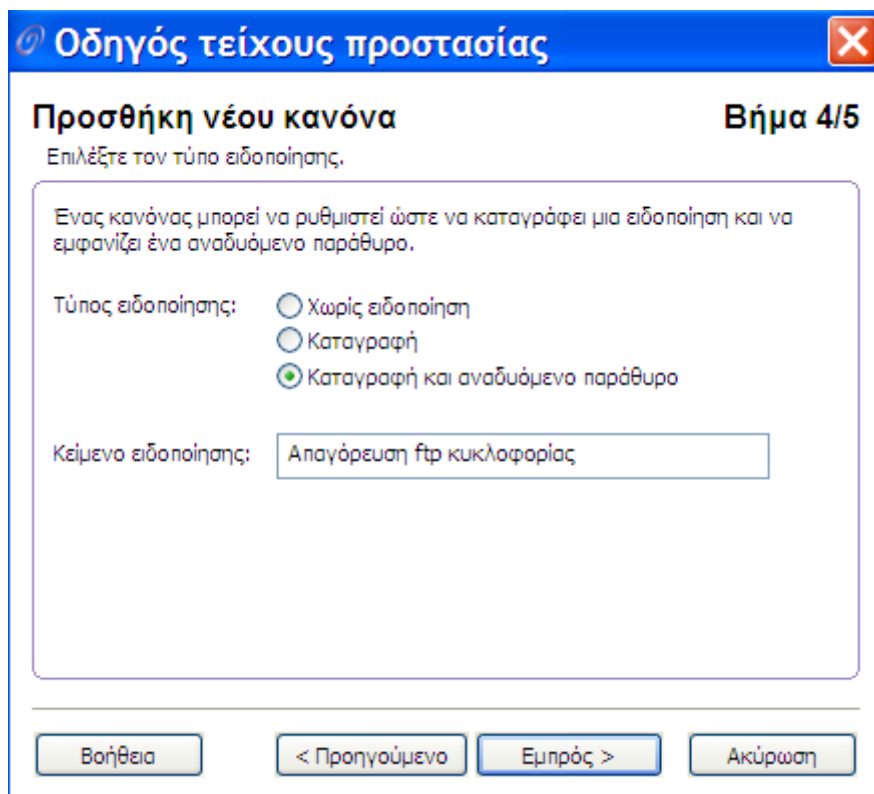 Οδηγός τείχους προστασίας
Προσθήκη νέου κανόνα Βήμα 4/5
Επιλέξτε τον τύπο ειδοποίησης.
Ένας κανόνας μπορεί να ρυθμιστεί ώστε να καταγράφει μια ειδοποίηση και να
εμφανίζει ένα αναδυόμενο παράθυρο.
Τύπος ειδοποίησης: Χωρίς ειδοποίηση
Καταγραφή
Καταγραφή και αναδυόμενο παράθυρο
Κείμενο ειδοποίησης: Απαγόρευση ftp κυκλοφορίας
Βοήθεια < Προηγούμενο Εμπρός > Ακύρωση